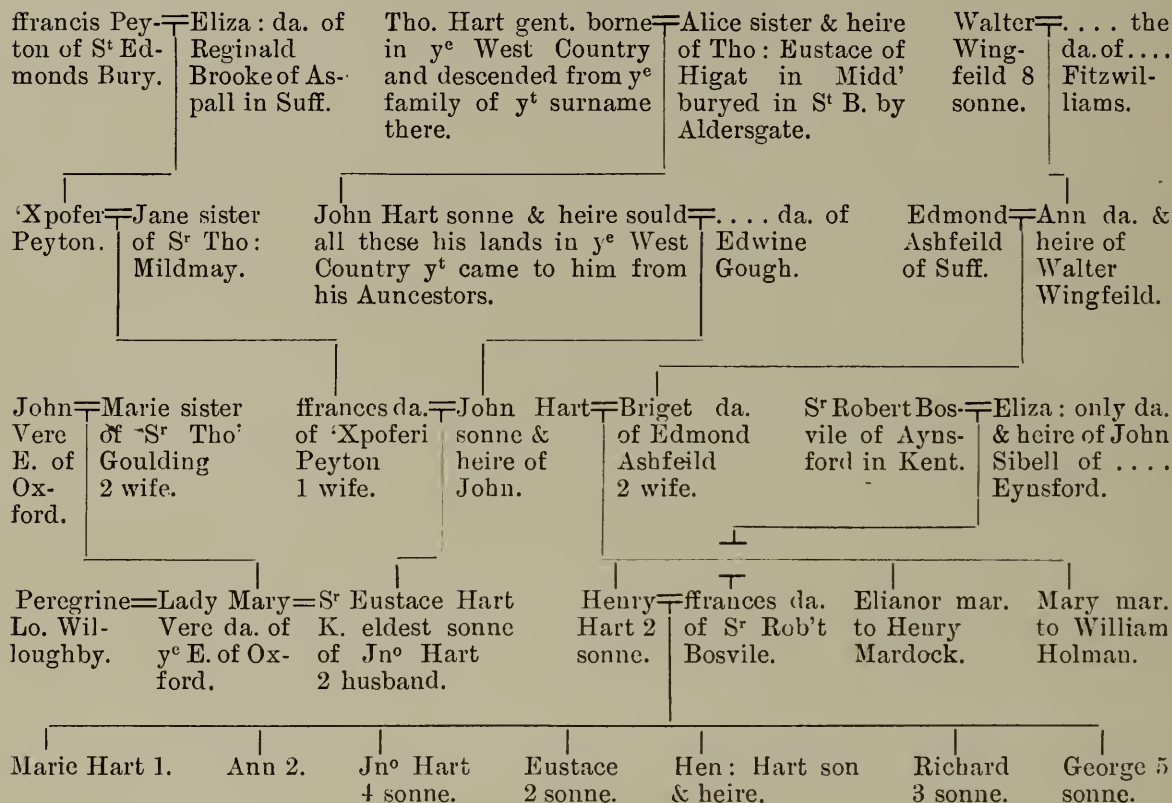 ffrancis Pey-
ton of Sᵗ Ed-
monds Bury.
Eliza : da. of
Reginald
Brooke of As-
pall in Suff.
Tho. Hart gent. borne
in yᵉ West Country
and descended from yᵉ
family of yᵗ surname
there.
Alice sister & heire
of Tho : Eustace of
Higat in Midd'
buryed in Sᵗ B. by
Aldersgate.
Walter
Wing-
feild 8
sonne.
. . . . the
da. of . . . .
Fitzwil-
liams.
'Xpofer
Peyton.
Jane sister
of Sʳ Tho :
Mildmay.
John Hart sonne & heire sould
all these his lands in yᵉ West
Country yᵗ came to him from
his Auncestors.
. . . . da. of
Edwine
Gough.
Edmond
Ashfeild
of Suff.
Ann da. &
heire of
Walter
Wingfeild.
John
Vere
E. of
Ox-
ford.
Marie sister
of Sʳ Tho'
Goulding
2 wife.
ffrances da.
of 'Xpoferi
Peyton
1 wife.
John Hart
sonne &
heire of
John.
Briget da.
of Edmond
Ashfeild
2 wife.
Sʳ Robert Bos-
vile of Ayns-
ford in Kent.
Eliza : only da.
& heire of John
Sibell of . . . .
Eynsford.
Peregrine
Lo. Wil-
loughby.
Lady Mary
Vere da. of
yᵉ E. of Ox-
ford.
Sʳ Eustace Hart
K. eldest sonne
of Jnº Hart
2 husband.
Henry
Hart 2
sonne.
ffrances da.
of Sʳ Rob't
Bosvile.
Elianor mar.
to Henry
Mardock.
Mary mar.
to William
Holman.
Marie Hart 1.
Ann 2.
Jnº Hart
4 sonne.
Eustace
2 sonne.
Hen : Hart son
& heire.
Richard
3 sonne.
George 5
sonne.